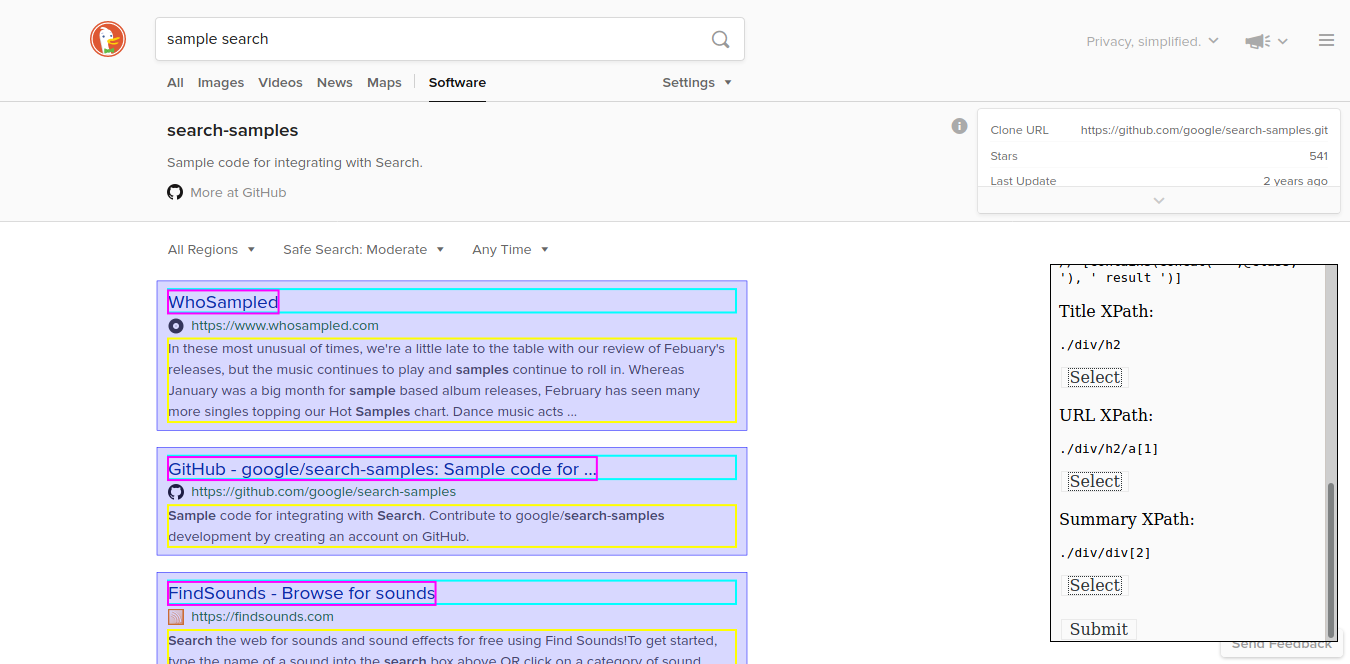 sample search
Privacy, simplified.
All Images Videos News Maps Software Settings
search-samples
Sample code for integrating with Search.
More at GitHub
Clone URL https://github.com/google/search-samples.git
Stars 541
Last Update 2 years ago
All Regions Safe Search: Moderate Any Time
WhoSampled
https://www.whosampled.com
In these most unusual of times, we're a little late to the table with our review of Febuary's
releases, but the music continues to play and samples continue to roll in. Whereas
January was a big month for sample based album releases, February has seen many
more singles topping our Hot Samples chart. Dance music acts ...
GitHub - google/search-samples: Sample code for ...
https://github.com/google/search-samples
Sample code for integrating with Search. Contribute to google/search-samples
development by creating an account on GitHub.
FindSounds - Browse for sounds
https://findsounds.com
Search the web for sounds and sound effects for free using Find Sounds!To get started,
type the name of a sound into the search box above OR click on a category of sound
'), ' result ')]
Title XPath:
./div/h2
Select
URL XPath:
./div/h2/a[1]
Select
Summary XPath:
./div/div[2]
Select
Submit
Send Feedback